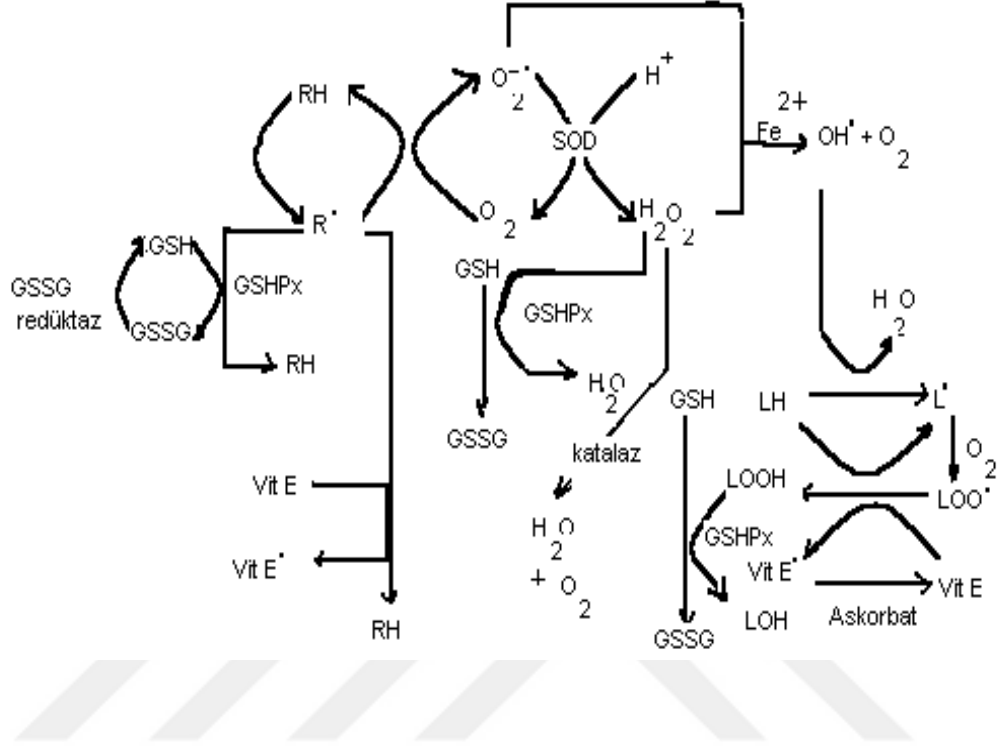 O₂⁻˙
H⁺
RH
SOD
Fe 2+
OH˙ + O₂
R˙
O₂
H₂O₂
GSH
GSH
GSSG redüktaz
GSHPx
GSHPx
GSSG
RH
H₂O
H₂O
GSH
LH
L˙
GSSG
katalaz
O₂
Vit E
LOOH
LOO˙
H₂O
+ O₂
GSHPx
Vit E˙
Vit E˙
Vit E
LOH
Askorbat
RH
GSSG